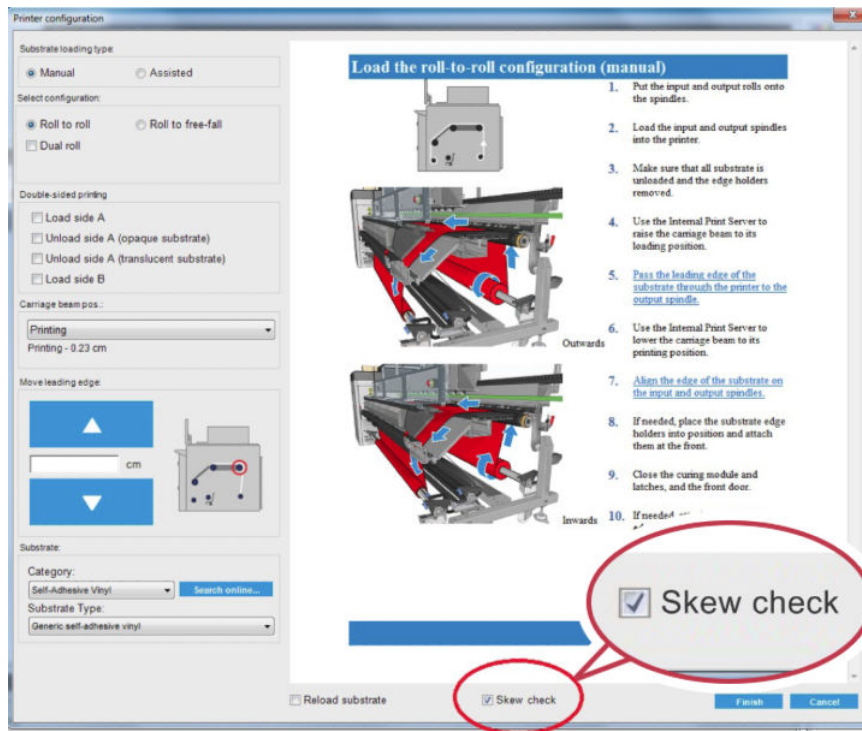 Printer configuration
Substrate loading type:
Manual
Assisted
Select configuration:
Roll to roll
Roll to free-fall
Dual roll
Double-sided printing
Load side A
Unload side A (opaque substrate)
Unload side A (translucent substrate)
Load side B
Carriage beam pos.:
Printing
Printing - 0.23 cm
Move leading edge:
cm
Substrate:
Category:
Self-Adhesive Vinyl
Search online...
Substrate Type:
Generic self-adhesive vinyl
Load the roll-to-roll configuration (manual)
1. Put the input and output rolls onto
the spindles.
2. Load the input and output spindles
into the printer.
3. Make sure that all substrate is
unloaded and the edge holders
removed.
4. Use the Internal Print Server to
raise the carriage beam to its
loading position.
5. Pass the leading edge of the
substrate through the printer to the
output spindle.
Outwards
6. Use the Internal Print Server to
lower the carriage beam to its
printing position.
7. Align the edge of the substrate on
the input and output spindles.
8. If needed, place the substrate edge
holders into position and attach
them at the front.
9. Close the curing module and
latches, and the front door.
Inwards
10. If needed
Skew check
Reload substrate
Skew check
Finish
Cancel